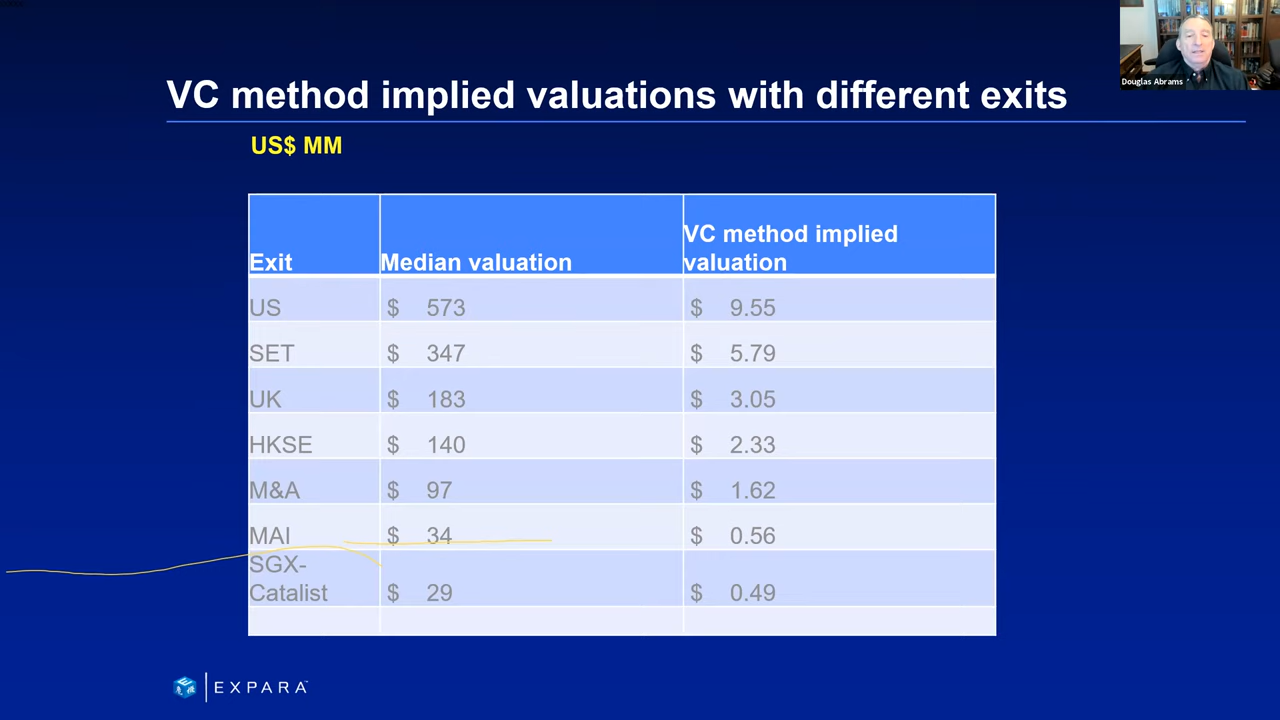 Douglas Abrams
VC method implied valuations with different exits
US$ MM
Exit Median valuation VC method implied valuation
US $ 573 $ 9.55
SET $ 347 $ 5.79
UK $ 183 $ 3.05
HKSE $ 140 $ 2.33
M&A $ 97 $ 1.62
MAI $ 34 $ 0.56
SGX-Catalist $ 29 $ 0.49
EXPARA™